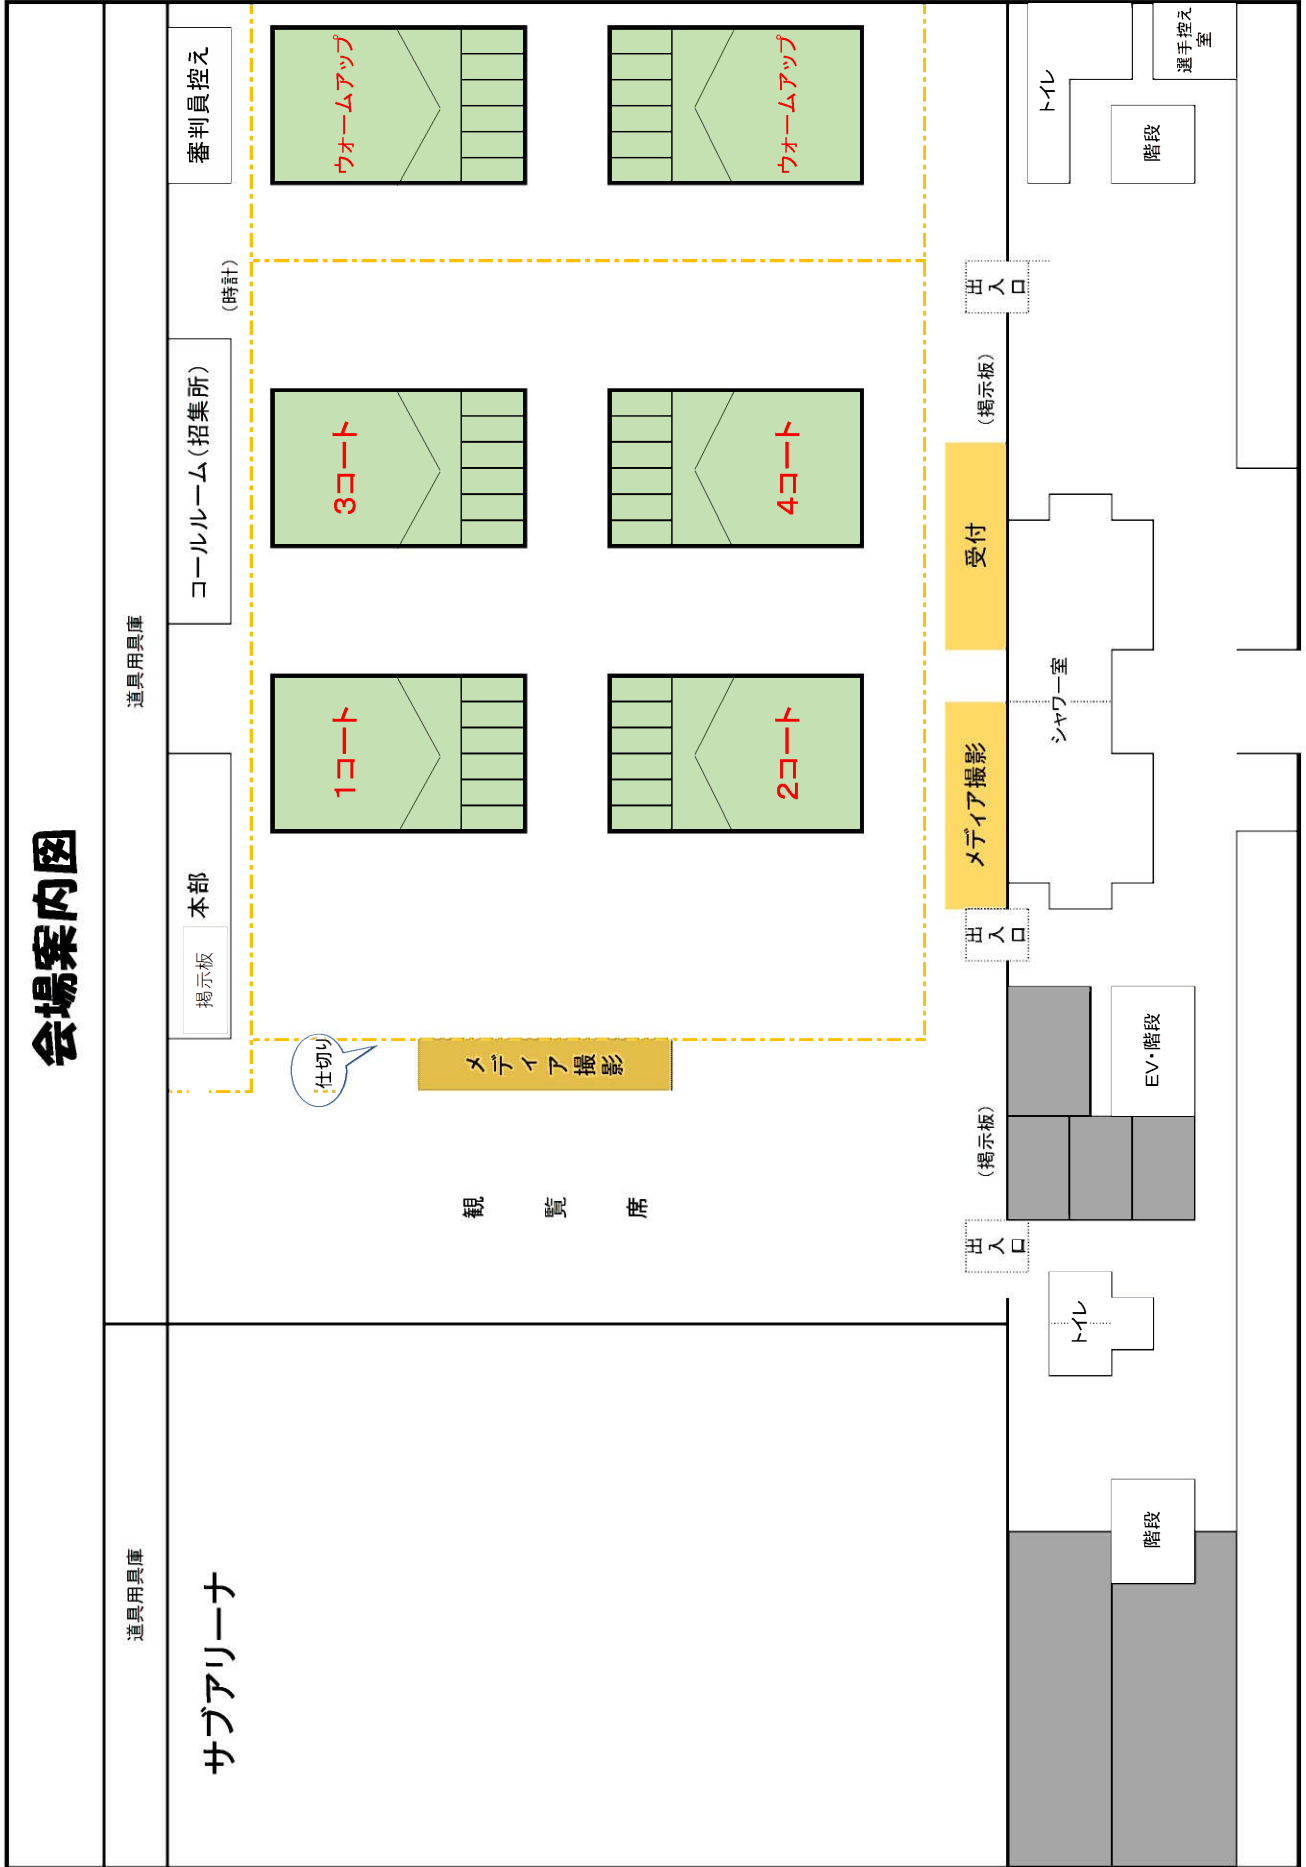 会場案内図
道具用具庫
道具用具庫
サブアリーナ
本部
掲示板
コールルーム（招集所）
（時計）
審判員控え
仕切り
1コート
3コート
ウォームアップ
メディア撮影
観覧席
2コート
4コート
ウォームアップ
メディア撮影
受付
出入口
（掲示板）
出入口
（掲示板）
出入口
トイレ
シャワー室
トイレ
階段
EV・階段
階段
選手控え
室